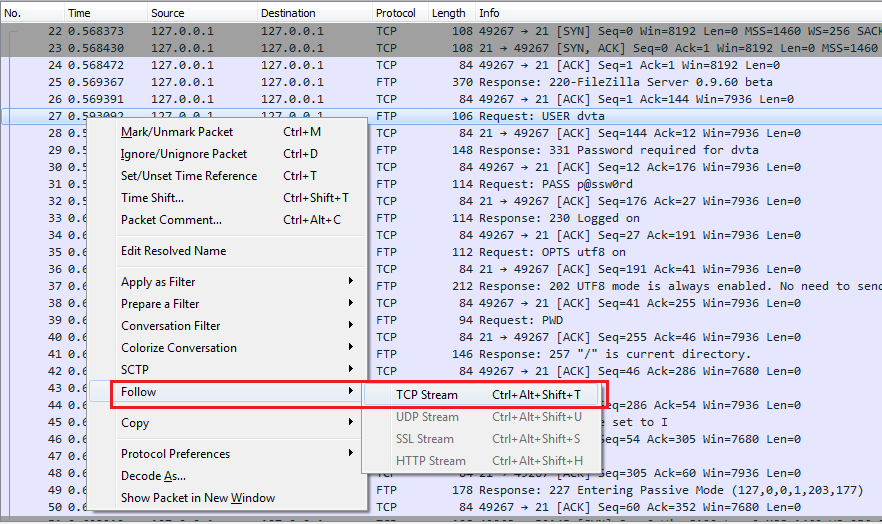 No. Time Source Destination Protocol Length Info
22 0.568373 127.0.0.1 127.0.0.1 TCP 108 49267 → 21 [SYN] Seq=0 Win=8192 Len=0 MSS=1460 WS=256 SACK
23 0.568430 127.0.0.1 127.0.0.1 TCP 108 21 → 49267 [SYN, ACK] Seq=0 Ack=1 Win=8192 Len=0 MSS=1460
24 0.568472 127.0.0.1 127.0.0.1 TCP 84 49267 → 21 [ACK] Seq=1 Ack=1 Win=8192 Len=0
25 0.569367 127.0.0.1 127.0.0.1 FTP 370 Response: 220-FileZilla Server 0.9.60 beta
26 0.569391 127.0.0.1 127.0.0.1 TCP 84 49267 → 21 [ACK] Seq=1 Ack=144 Win=7936 Len=0
27 0.593092 127.0.0.1 127.0.0.1 FTP 106 Request: USER dvta
28 0.6 TCP 84 21 → 49267 [ACK] Seq=144 Ack=12 Win=7936 Len=0
29 0.6 FTP 148 Response: 331 Password required for dvta
30 0.6 TCP 84 49267 → 21 [ACK] Seq=12 Ack=176 Win=7936 Len=0
31 0.6 FTP 114 Request: PASS p@ssw0rd
32 0.6 TCP 84 21 → 49267 [ACK] Seq=176 Ack=27 Win=7936 Len=0
33 0.6 FTP 114 Response: 230 Logged on
34 0.6 TCP 84 49267 → 21 [ACK] Seq=27 Ack=191 Win=7936 Len=0
35 0.6 FTP 112 Request: OPTS utf8 on
36 0.6 TCP 84 21 → 49267 [ACK] Seq=191 Ack=41 Win=7936 Len=0
37 0.6 FTP 212 Response: 202 UTF8 mode is always enabled. No need to send
38 0.6 TCP 84 49267 → 21 [ACK] Seq=41 Ack=255 Win=7936 Len=0
39 0.6 FTP 94 Request: PWD
40 0.6 TCP 84 21 → 49267 [ACK] Seq=255 Ack=46 Win=7936 Len=0
41 0.6 FTP 146 Response: 257 "/" is current directory.
42 0.6 TCP 84 49267 → 21 [ACK] Seq=46 Ack=286 Win=7680 Len=0
43 0.6
44 0.6 eq=286 Ack=54 Win=7936 Len=0
45 0.6 set to I
46 0.6 eq=54 Ack=305 Win=7680 Len=0
47 0.6
48 0.6 TCP 84 21 → 49267 [ACK] Seq=305 Ack=60 Win=7936 Len=0
49 0.6 FTP 178 Response: 227 Entering Passive Mode (127,0,0,1,203,177)
50 0.6 TCP 84 49267 → 21 [ACK] Seq=60 Ack=352 Win=7680 Len=0
Mark/Unmark Packet Ctrl+M
Ignore/Unignore Packet Ctrl+D
Set/Unset Time Reference Ctrl+T
Time Shift... Ctrl+Shift+T
Packet Comment... Ctrl+Alt+C
Edit Resolved Name
Apply as Filter
Prepare a Filter
Conversation Filter
Colorize Conversation
SCTP
Follow
Copy
Protocol Preferences
Decode As...
Show Packet in New Window
TCP Stream Ctrl+Alt+Shift+T
UDP Stream Ctrl+Alt+Shift+U
SSL Stream Ctrl+Alt+Shift+S
HTTP Stream Ctrl+Alt+Shift+H